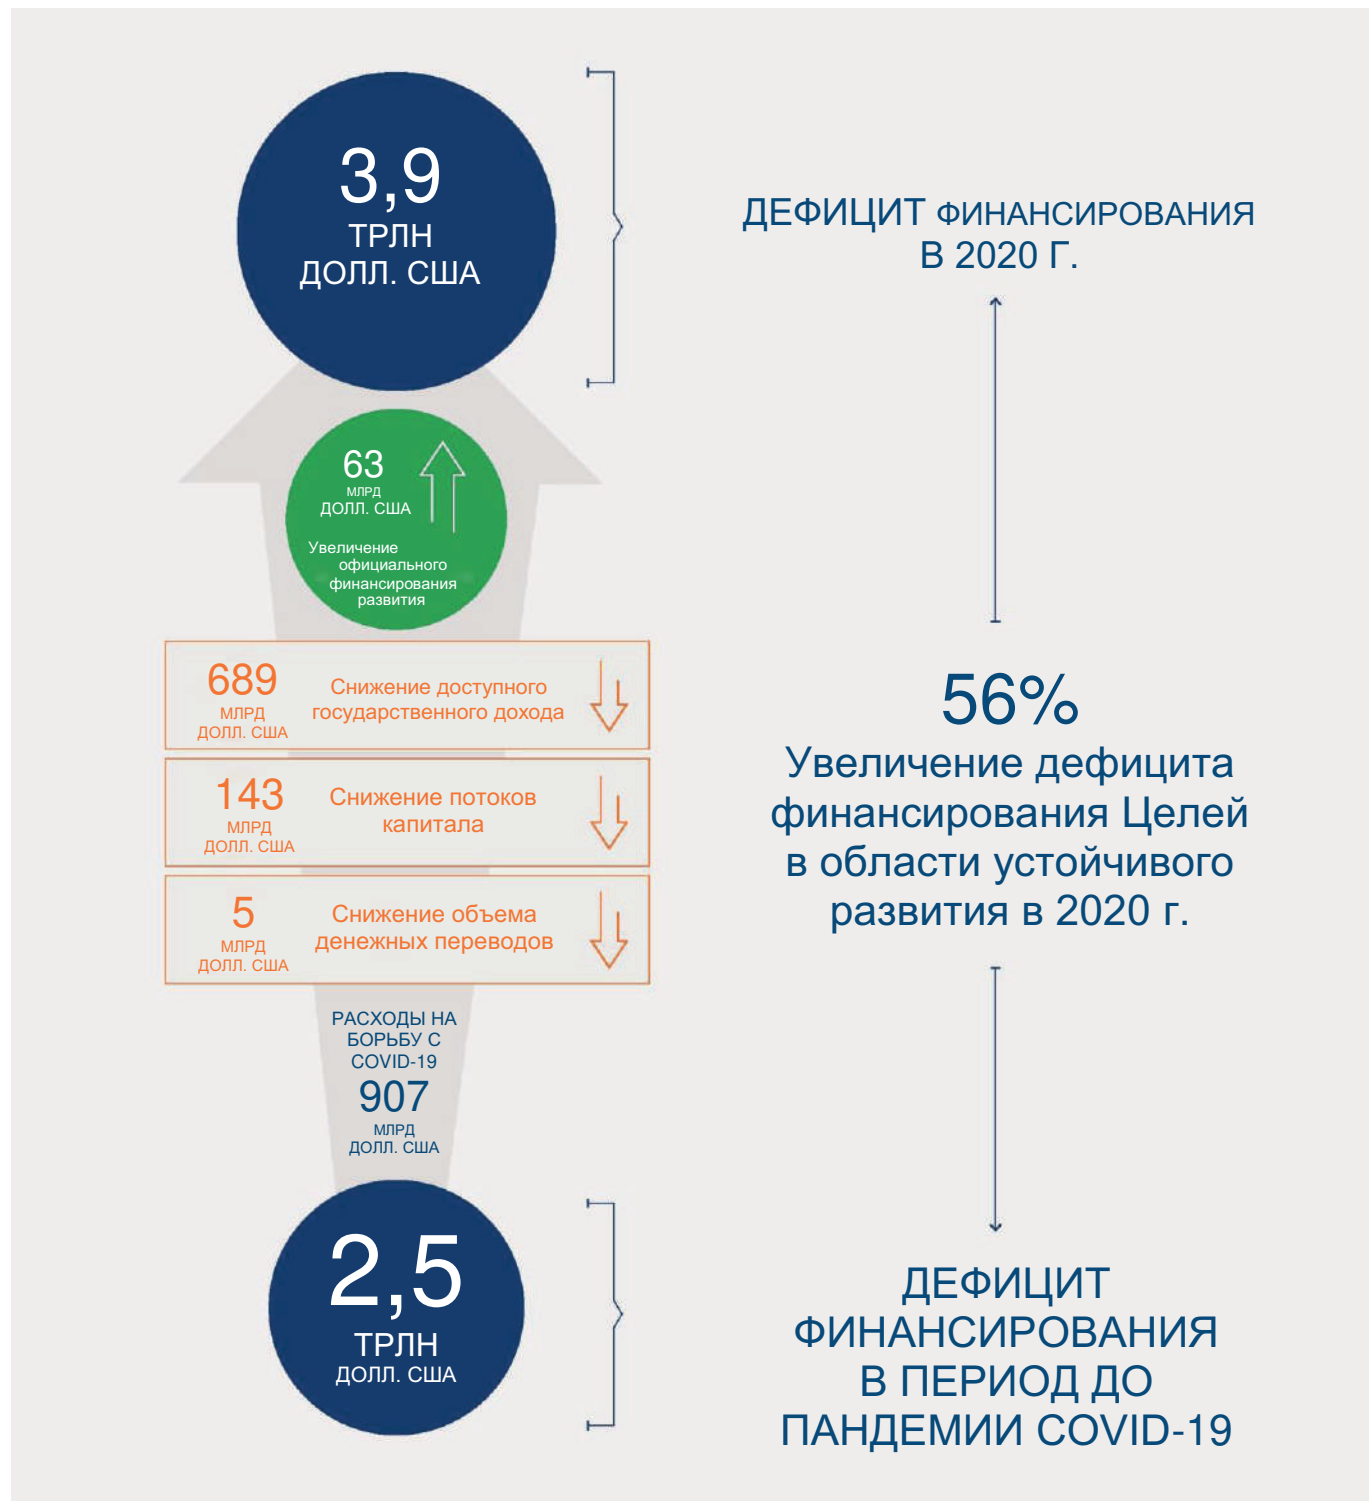 3,9
ТРЛН
ДОЛЛ. США
ДЕФИЦИТ ФИНАНСИРОВАНИЯ
В 2020 Г.
63
МЛРД
ДОЛЛ. США
Увеличение
официального
финансирования
развития
689
МЛРД
ДОЛЛ. США
Снижение доступного
государственного дохода
143
МЛРД
ДОЛЛ. США
Снижение потоков
капитала
5
МЛРД
ДОЛЛ. США
Снижение объема
денежных переводов
56%
Увеличение дефицита
финансирования Целей
в области устойчивого
развития в 2020 г.
РАСХОДЫ НА
БОРЬБУ С
COVID-19
907
МЛРД
ДОЛЛ. США
2,5
ТРЛН
ДОЛЛ. США
ДЕФИЦИТ
ФИНАНСИРОВАНИЯ
В ПЕРИОД ДО
ПАНДЕМИИ COVID-19